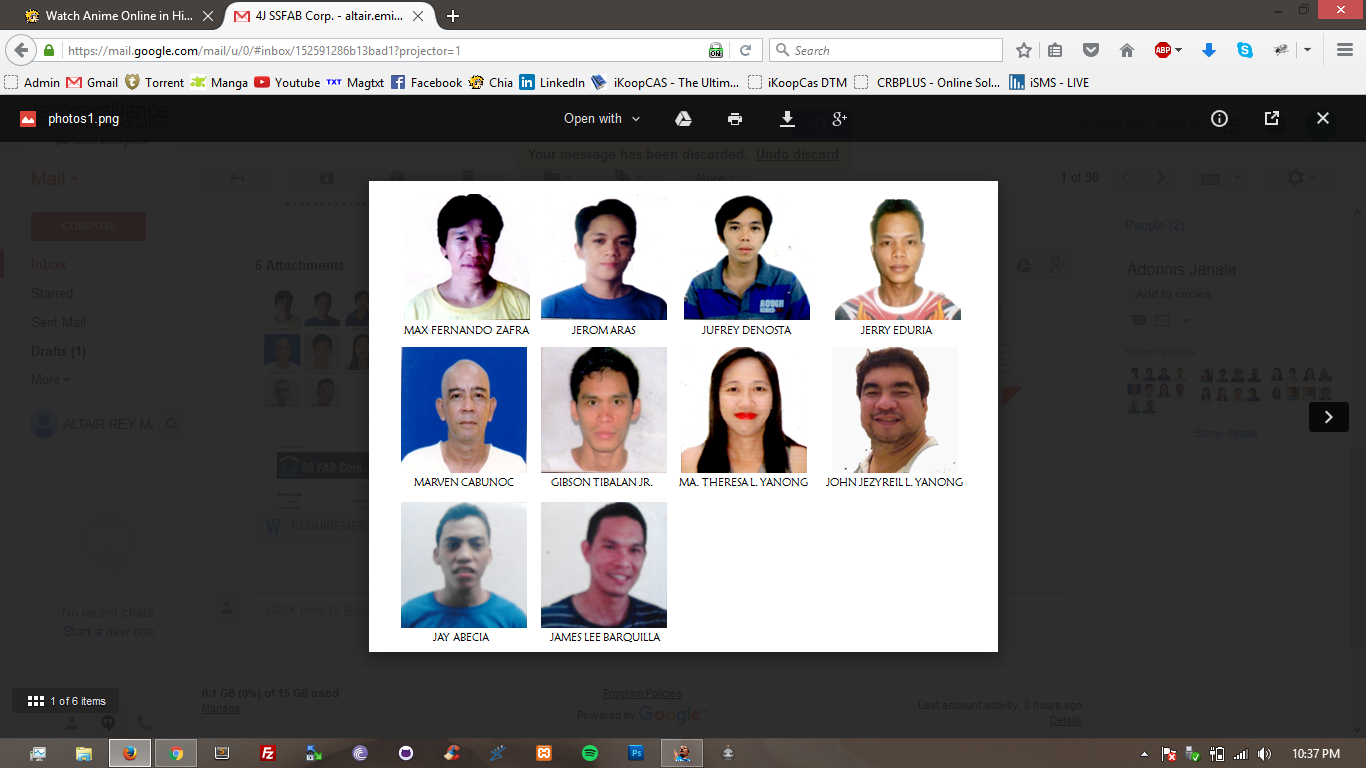 Watch Anime Online in Hi...
4J SSFAB Corp. - altair.emi...
https://mail.google.com/mail/u/0/#inbox/152591286b13bad1?projector=1
Search
Admin Gmail Torrent Manga Youtube TXT Magtxt Facebook Chia LinkedIn iKoopCAS - The Ultim... iKoopCas DTM CRBPLUS - Online Sol... iSMS - LIVE
photos1.png
Open with
Your message has been discarded. Undo discard
Mail
More
1 of 90
COMPOSE
Inbox
Starred
Sent Mail
Drafts (1)
More
6 Attachments
People (2)
Adonnis Janala
Add to circles
Recent photos
Show details
MAX FERNANDO ZAFRA
JEROM ARAS
JUFREY DENOSTA
JERRY EDURIA
MARVEN CABUNOC
GIBSON TIBALAN JR.
MA. THERESA L. YANONG
JOHN JEZYREIL L. YANONG
JAY ABECIA
JAMES LEE BARQUILLA
ALTAIR REY
SS FAB Corp.
No recent chats
Start a new one
Click here to
1 of 6 items
0.1 GB (0%) of 15 GB used
Manage
Program Policies
Powered by Google
Last account activity: 8 hours ago
Details
10:37 PM